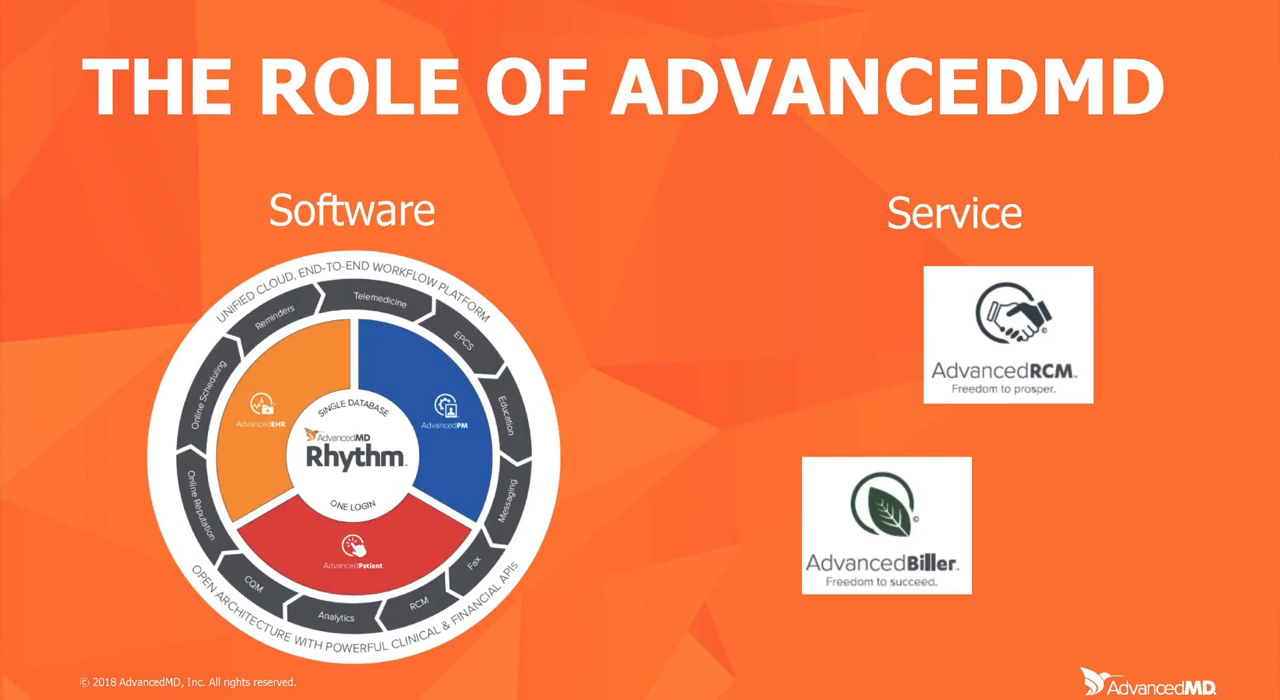 THE ROLE OF ADVANCEDMD
Software
UNIFIED CLOUD, END-TO-END WORKFLOW PLATFORM
Telemedicine
EPCS
Education
Messaging
Fax
RCM
Analytics
CQM
Online Reputation
Online Scheduling
Reminders
AdvancedEHR.
AdvancedPM
AdvancedPatient
SINGLE DATABASE
AdvancedMD
Rhythm.
ONE LOGIN
OPEN ARCHITECTURE WITH POWERFUL CLINICAL & FINANCIAL APIs
Service
AdvancedRCM.
Freedom to prosper.
AdvancedBiller.
Freedom to succeed.
© 2018 AdvancedMD, Inc. All rights reserved.
AdvancedMD.